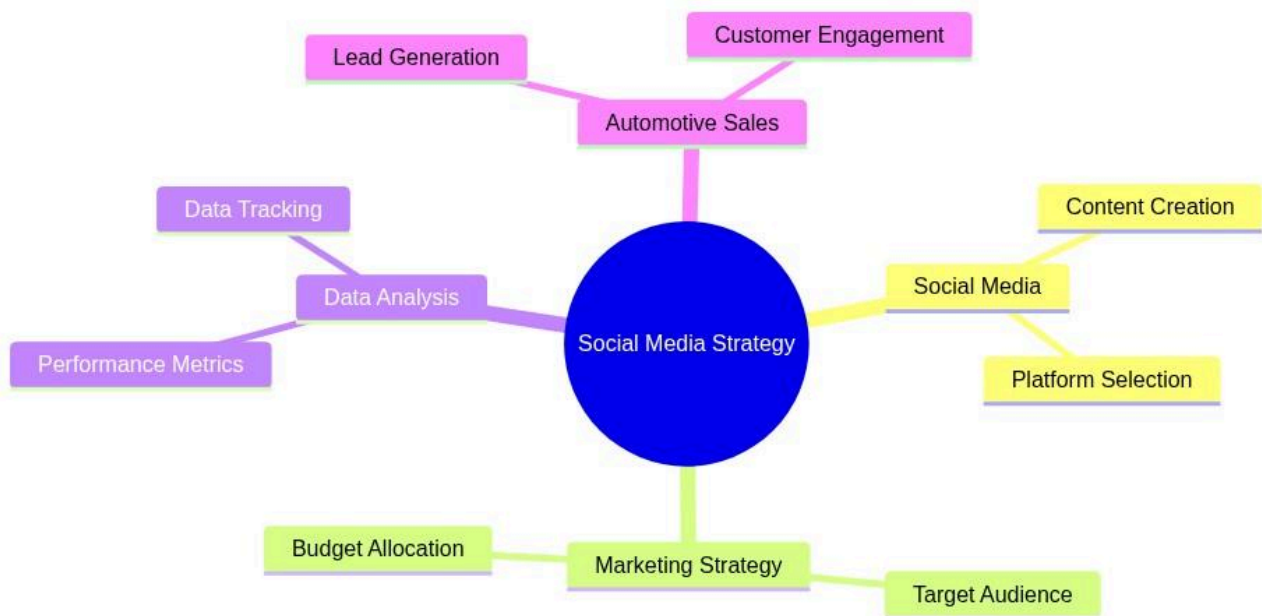 Customer Engagement
Lead Generation
Automotive Sales
Data Tracking
Content Creation
Data Analysis
Social Media
Social Media Strategy
Performance Metrics
Platform Selection
Budget Allocation
Marketing Strategy
Target Audience